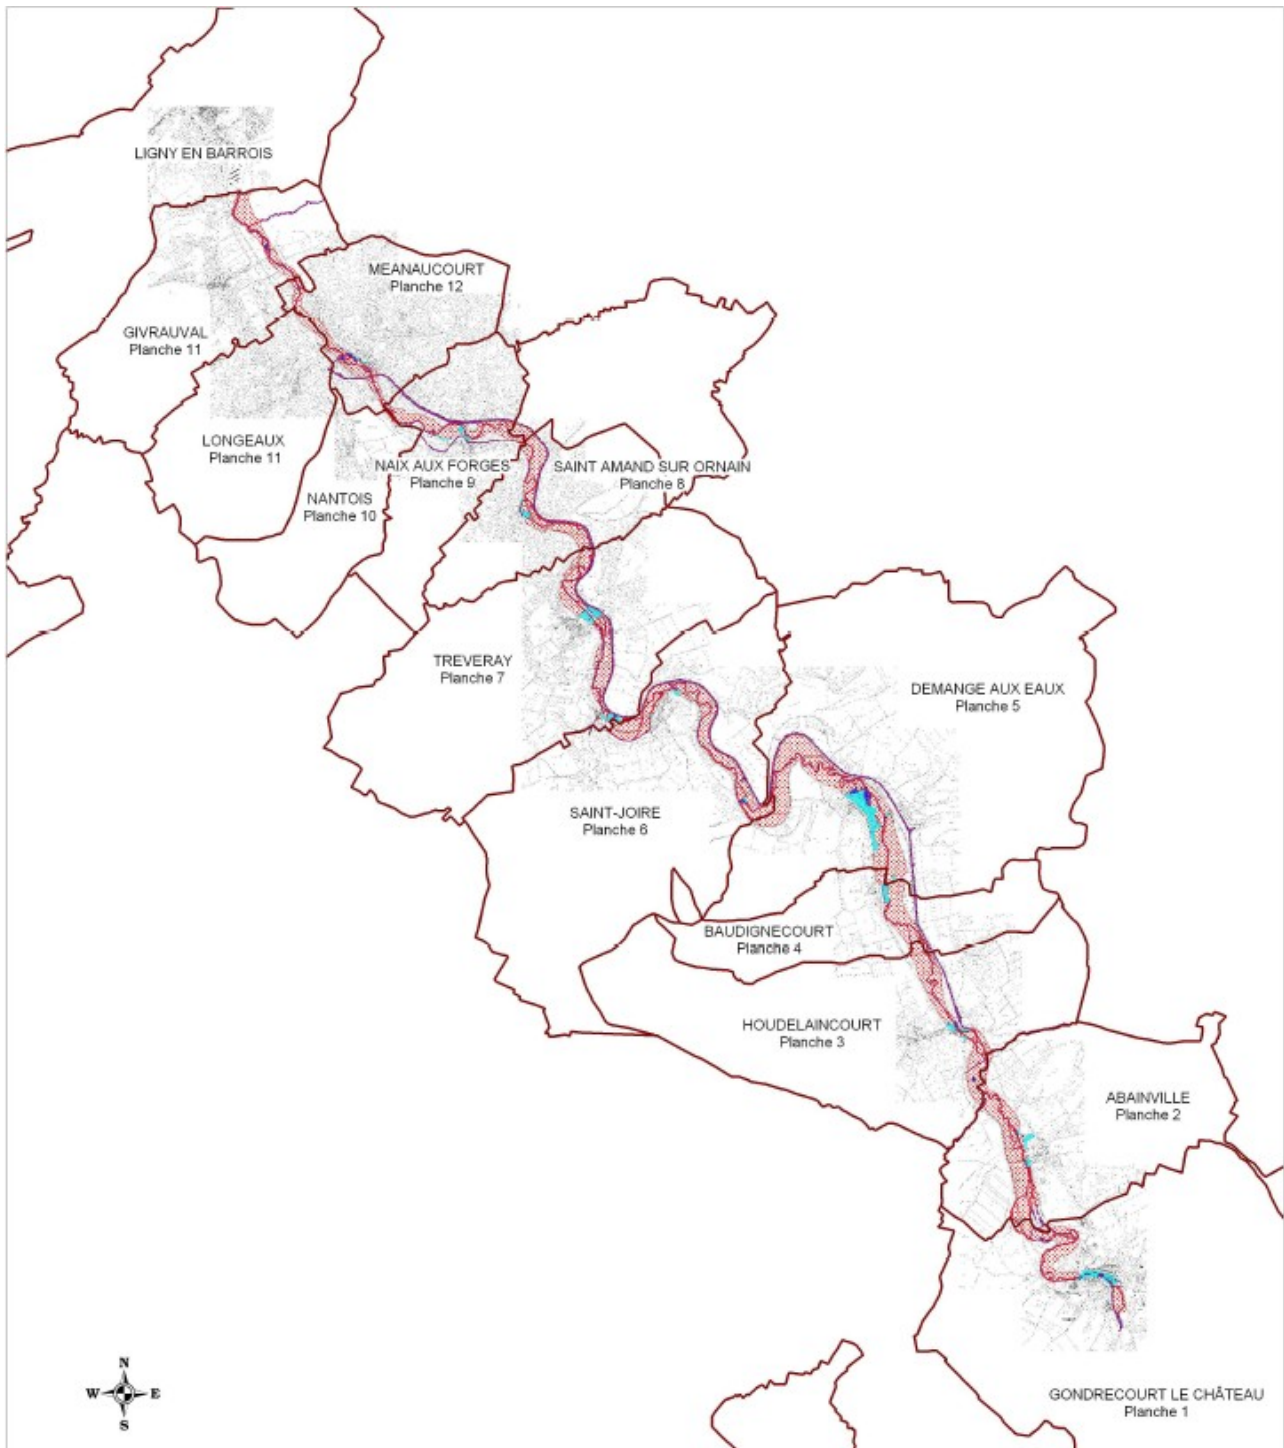 LIGNY EN BARROIS
MEANAUCOURT
Planche 12
GIVRAUVAL
Planche 11
LONGEAUX
Planche 11
NAIX AUX FORGES
Planche 9
SAINT AMAND SUR ORNAIN
Planche 8
NANTOIS
Planche 10
TREVERAY
Planche 7
DEMANGE AUX EAUX
Planche 5
SAINT-JOIRE
Planche 6
BAUDIGNECOURT
Planche 4
HOUDELAINCOURT
Planche 3
ABAINVILLE
Planche 2
GONDRECOURT LE CHÂTEAU
Planche 1
N
W E
S